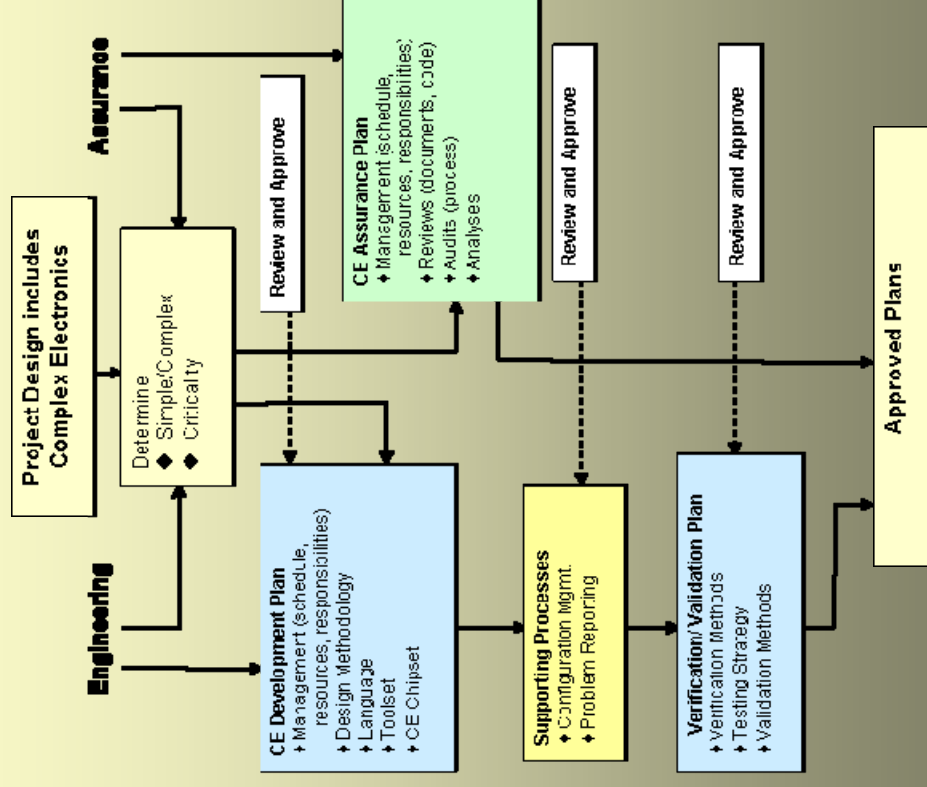 Project Design includes
Complex Electronics
Engineering
Assurance
Determine
◆ Simple/Complex
◆ Criticalty
Review and Approve
CE Development Plan
♦ Management (schedule,
resources, responsibilities)
♦ Design Methodology
♦ Language
♦ Toolset
♦ CE Chipset
CE Assurance Plan
♦ Management (schedule,
resources, responsibilities)
♦ Reviews (documents, code)
♦ Audits (process)
♦ Analyses
Supporting Processes
♦ Configuration Mgmt.
♦ Problem Reporting
Review and Approve
Verification/Validation Plan
♦ Verification Methods
♦ Testing Strategy
♦ Validation Methods
Review and Approve
Approved Plans